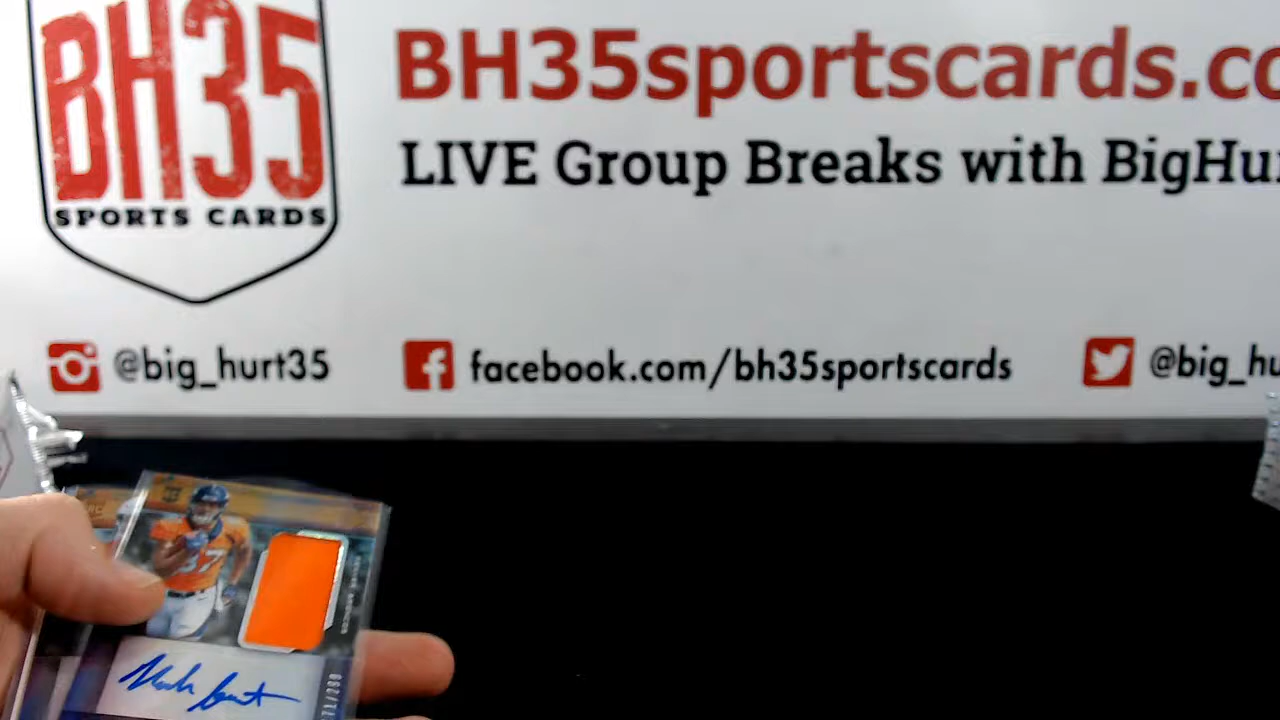 BH35
SPORTS CARDS
BH35sportscards.co
LIVE Group Breaks with BigHu
@big_hurt35
facebook.com/bh35sportscards
@big_hu